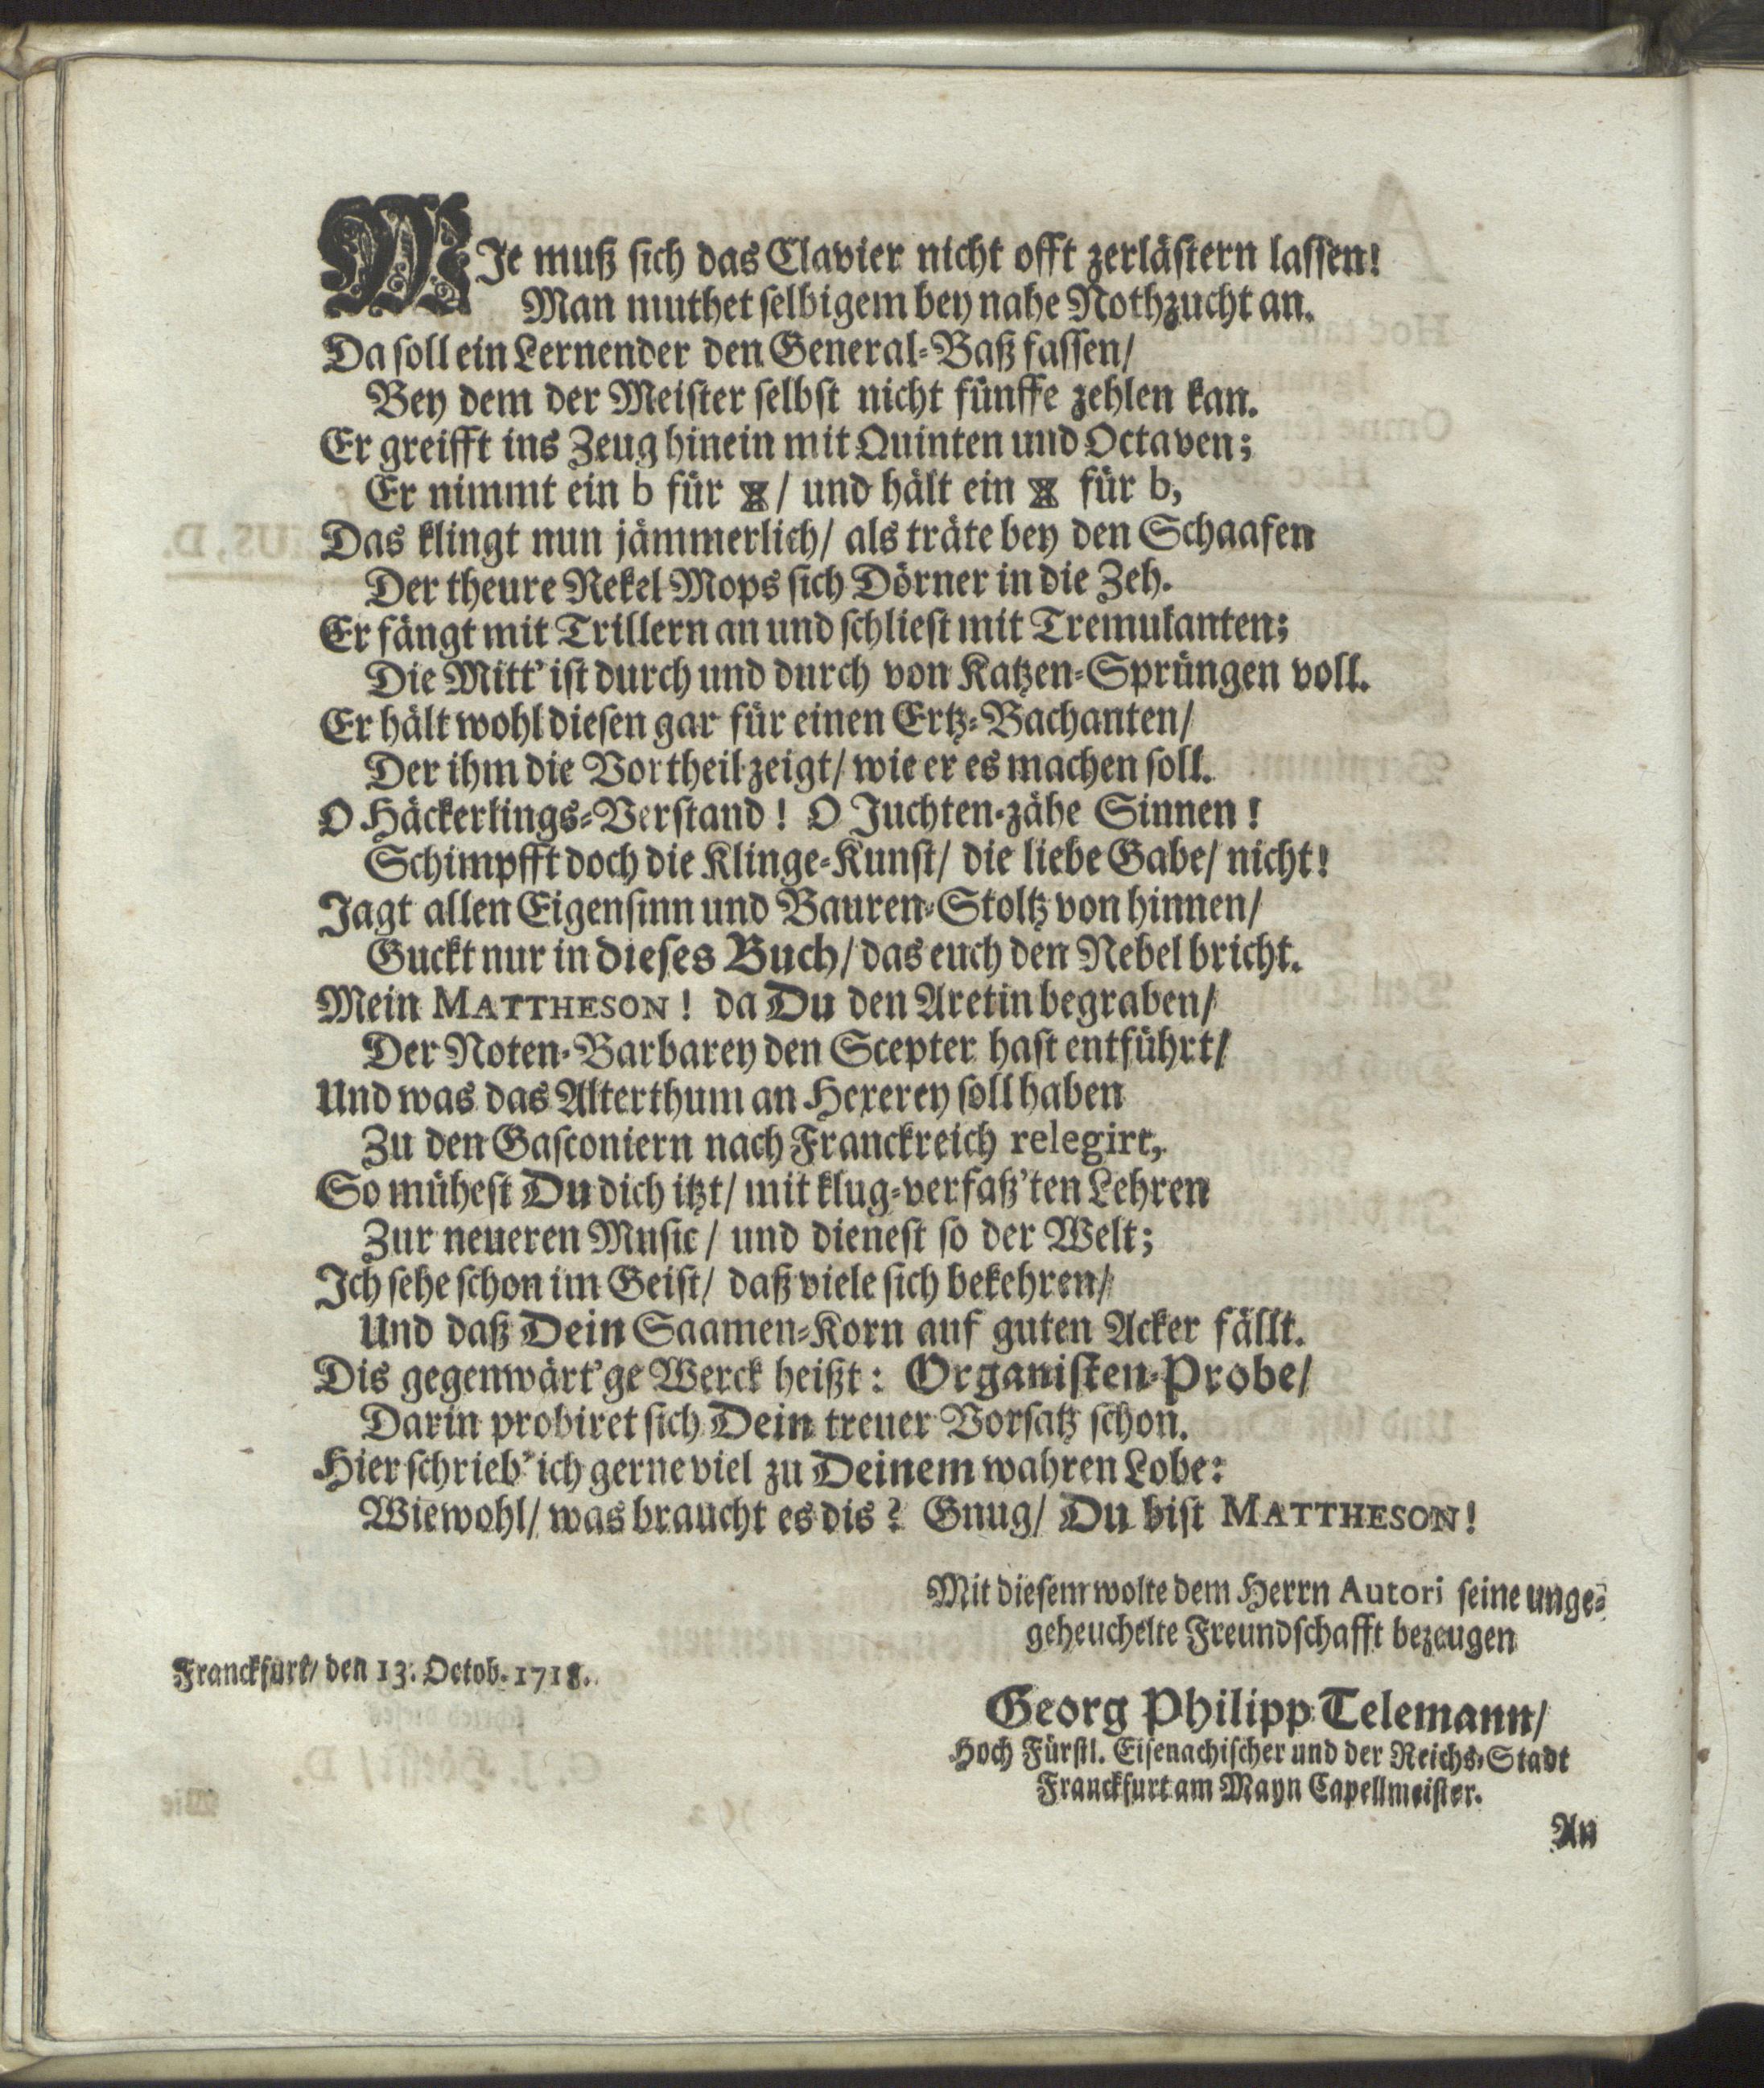 WIe muß sich das Clavier nicht offt zerlästern lassen!
Man muthet selbigem bey nahe Nothzucht an.
Da soll ein Lernender den General-Baß fassen/
Bey dem der Meister selbst nicht fünffe zehlen kan.
Er greifft ins Zeug hinein mit Quinten und Octaven;
Er nimmt ein b für ⧖/ und hält ein ⧖ für b,
Das klingt nun jämmerlich/ als träte bey den Schaafen
Der theure Rekel Mops sich Dörner in die Zeh.
Er fängt mit Trillern an und schliest mit Tremulanten;
Die Mitt' ist durch und durch von Katzen-Sprüngen voll.
Er hält wohl diesen gar für einen Ertz-Bachanten/
Der ihm die Vortheil zeigt/ wie er es machen soll.
O Häckerlings-Verstand! O Juchten-zähe Sinnen!
Schimpfft doch die Klinge-Kunst/ die liebe Gabe/ nicht!
Jagt allen Eigensinn und Bauren-Stoltz von hinnen/
Guckt nur in dieses Buch/ das euch den Nebel bricht.
Mein MATTHESON! da Du den Aretin begraben/
Der Noten-Barbarey den Scepter hast entführt/
Und was das Alterthum an Hexerey soll haben
Zu den Gasconiern nach Franckreich relegirt,
So mühest Du dich itzt/ mit klug-verfaß'ten Lehren
Zur neueren Music/ und dienest so der Welt;
Ich sehe schon im Geist/ daß viele sich bekehren/
Und daß Dein Saamen-Korn auf guten Acker fällt.
Dis gegenwärt'ge Werck heißt: Organisten-Probe/
Darin probiret sich Dein treuer Vorsatz schon.
Hier schrieb' ich gerne viel zu Deinem wahren Lobe:
Wiewohl/ was braucht es dis? Gnug/ Du bist MATTHESON!
Mit diesem wolte dem Herrn Autori seine unge-
geheuchelte Freundschafft bezeugen
Franckfurt/ den 13. Octob. 1718.
Georg Philipp Telemann/
Hoch Fürstl. Eisenachischer und der Reichs-Stadt
Franckfurt am Mayn Capellmeister.
An